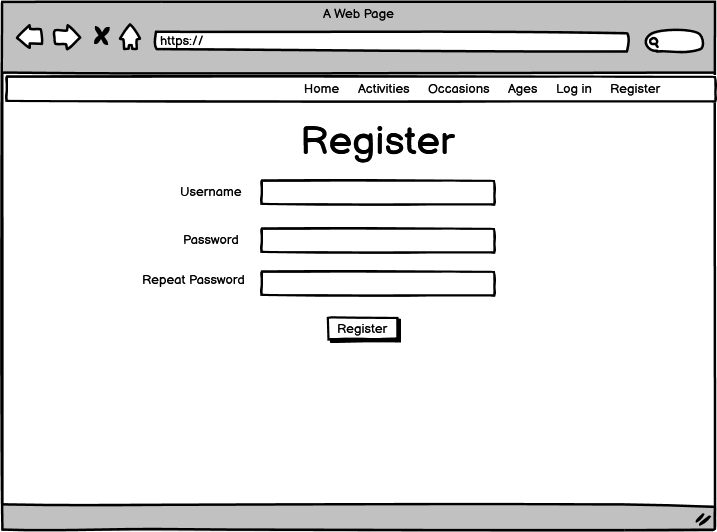 A Web Page
https://
Home Activities Occasions Ages Log in Register
Register
Username
Password
Repeat Password
Register